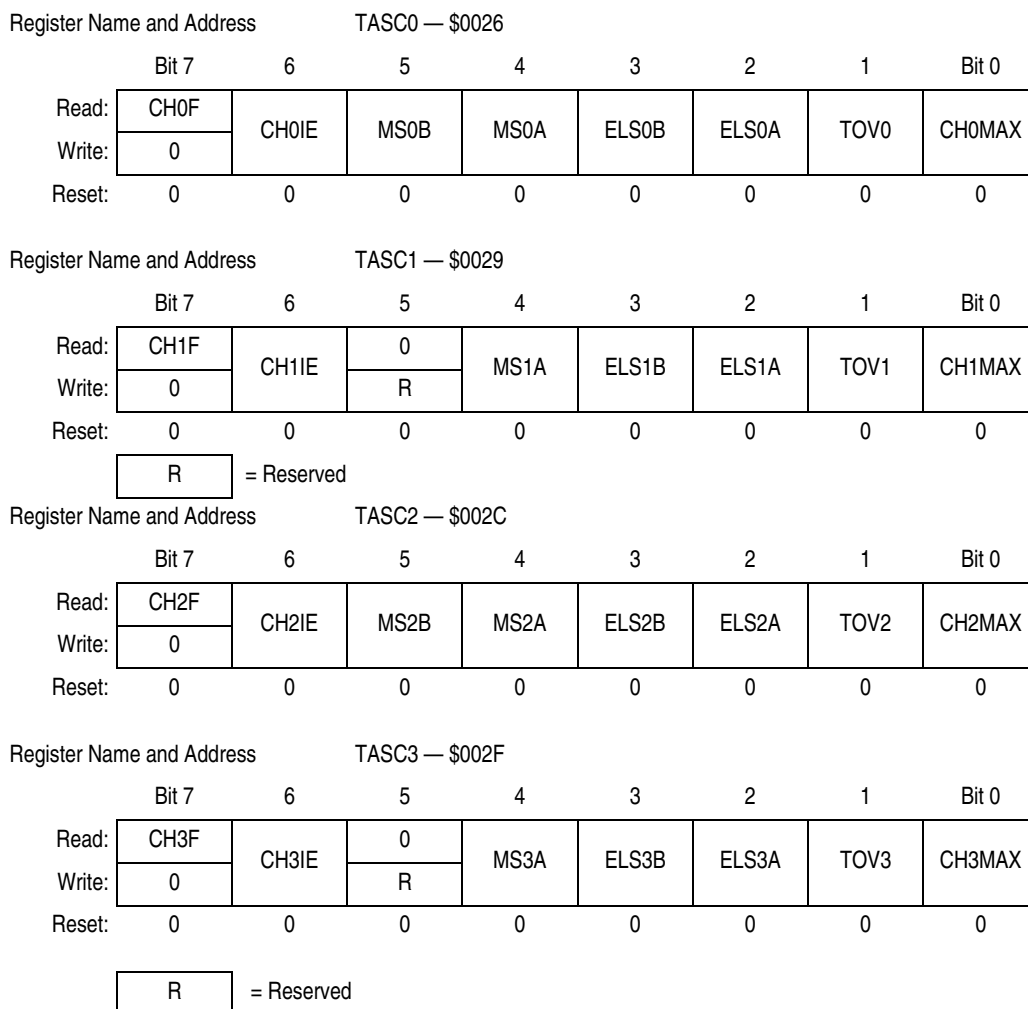 Register Name and Address TASC0 — $0026
Bit 7 6 5 4 3 2 1 Bit 0
Read: CH0F CH0IE MS0B MS0A ELS0B ELS0A TOV0 CH0MAX
Write: 0
Reset: 0 0 0 0 0 0 0 0
Register Name and Address TASC1 — $0029
Bit 7 6 5 4 3 2 1 Bit 0
Read: CH1F CH1IE 0 MS1A ELS1B ELS1A TOV1 CH1MAX
Write: 0 R
Reset: 0 0 0 0 0 0 0 0
R = Reserved
Register Name and Address TASC2 — $002C
Bit 7 6 5 4 3 2 1 Bit 0
Read: CH2F CH2IE MS2B MS2A ELS2B ELS2A TOV2 CH2MAX
Write: 0
Reset: 0 0 0 0 0 0 0 0
Register Name and Address TASC3 — $002F
Bit 7 6 5 4 3 2 1 Bit 0
Read: CH3F CH3IE 0 MS3A ELS3B ELS3A TOV3 CH3MAX
Write: 0 R
Reset: 0 0 0 0 0 0 0 0
R = Reserved